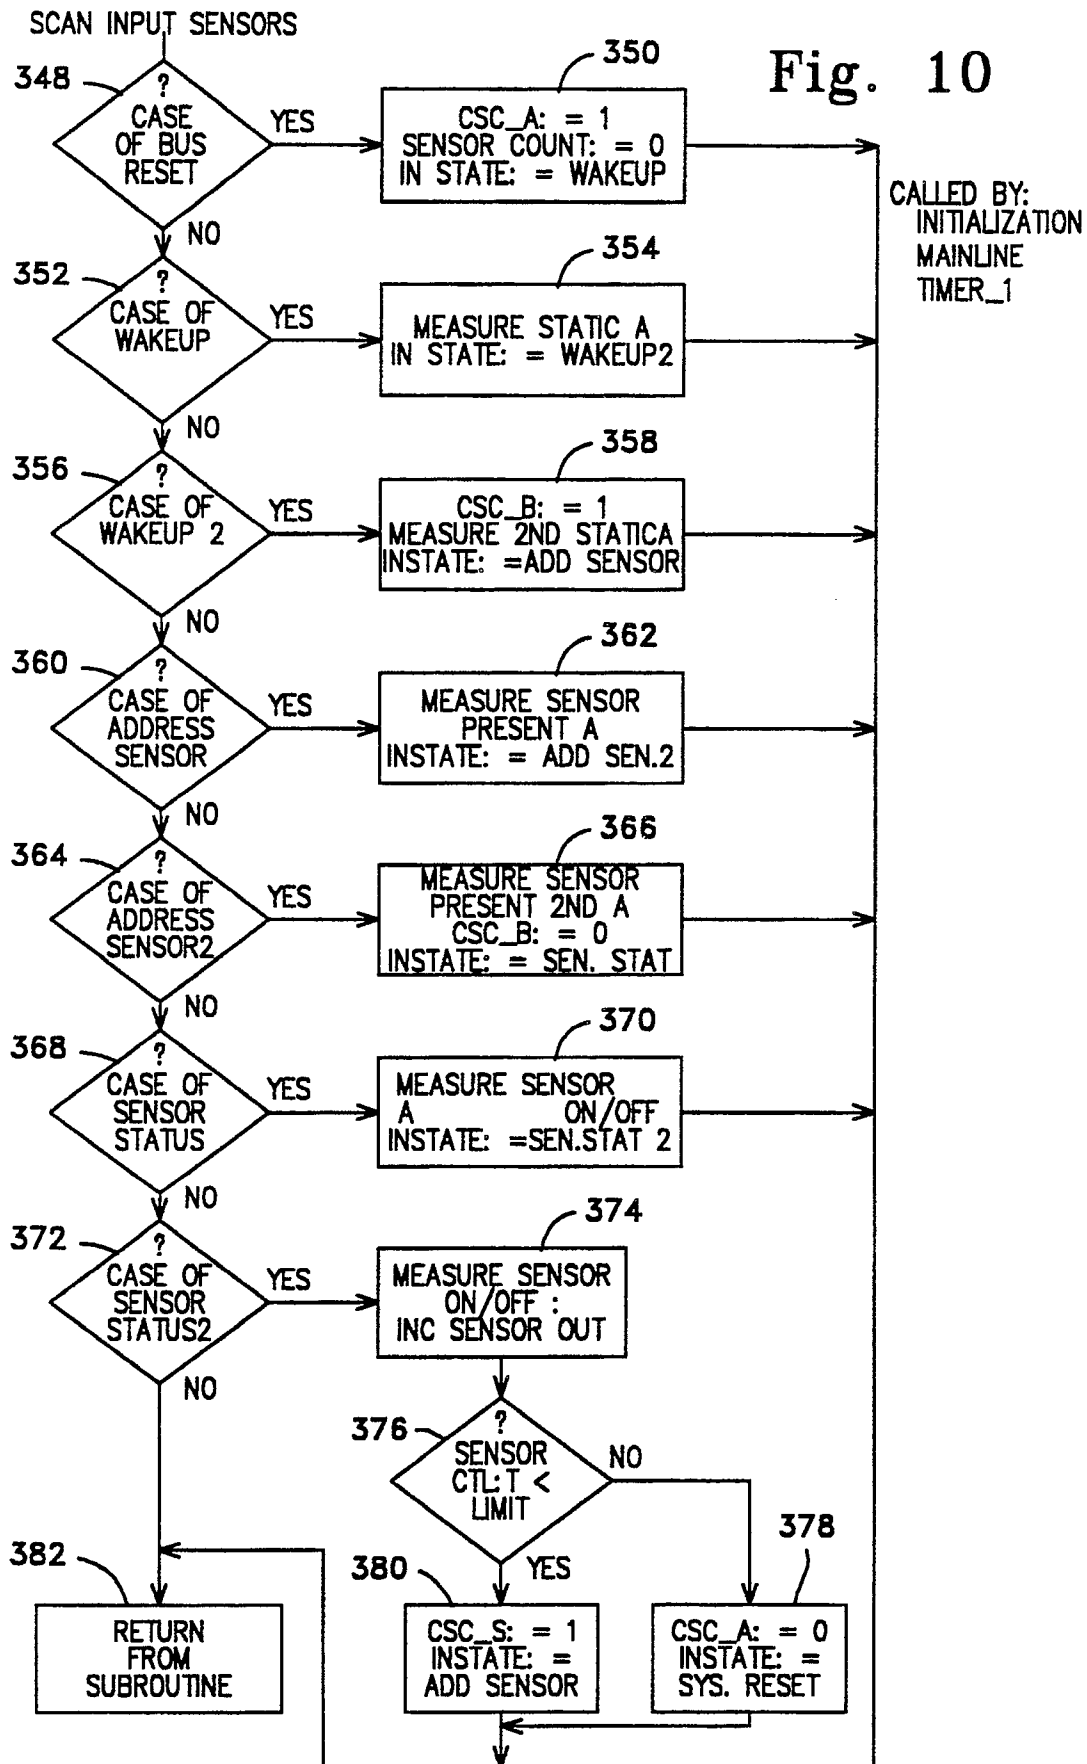 SCAN INPUT SENSORS
Fig. 10
348
?
CASE
OF BUS
RESET
YES
NO
350
CSC_A: = 1
SENSOR COUNT: = 0
IN STATE: = WAKEUP
CALLED BY:
INITIALIZATION
MAINLINE
TIMER_1
352
?
CASE OF
WAKEUP
YES
NO
354
MEASURE STATIC A
IN STATE: = WAKEUP2
356
?
CASE OF
WAKEUP 2
YES
NO
358
CSC_B: = 1
MEASURE 2ND STATICA
INSTATE: =ADD SENSOR
360
?
CASE OF
ADDRESS
SENSOR
YES
NO
362
MEASURE SENSOR
PRESENT A
INSTATE: = ADD SEN.2
364
?
CASE OF
ADDRESS
SENSOR2
YES
NO
366
MEASURE SENSOR
PRESENT 2ND A
CSC_B: = 0
INSTATE: = SEN. STAT
368
?
CASE OF
SENSOR
STATUS
YES
NO
370
MEASURE SENSOR
A ON/OFF
INSTATE: =SEN.STAT 2
372
?
CASE OF
SENSOR
STATUS2
YES
NO
374
MEASURE SENSOR
ON/OFF :
INC SENSOR OUT
376
?
SENSOR
CTL:T <
LIMIT
NO
YES
378
CSC_A: = 0
INSTATE: =
SYS. RESET
380
CSC_S: = 1
INSTATE: =
ADD SENSOR
382
RETURN
FROM
SUBROUTINE